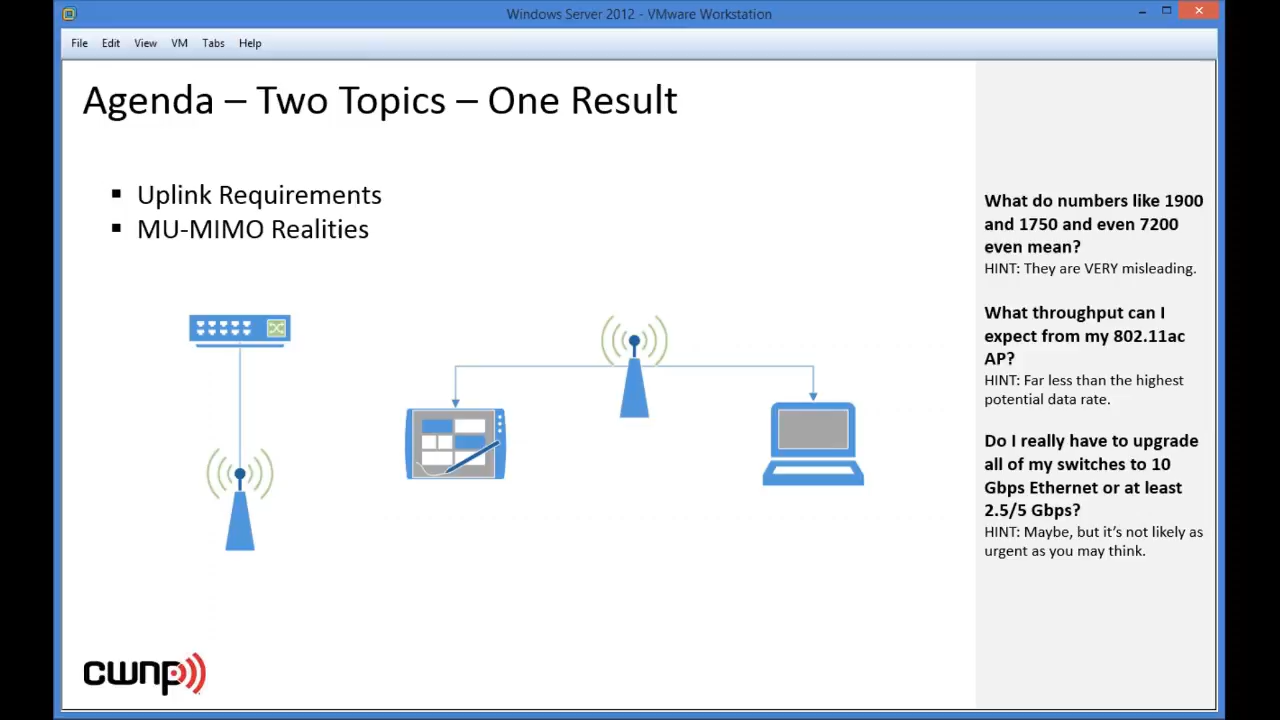 Windows Server 2012 - VMware Workstation
File Edit View VM Tabs Help
Agenda – Two Topics – One Result
▪ Uplink Requirements
▪ MU-MIMO Realities
What do numbers like 1900
and 1750 and even 7200
even mean?
HINT: They are VERY misleading.
What throughput can I
expect from my 802.11ac
AP?
HINT: Far less than the highest
potential data rate.
Do I really have to upgrade
all of my switches to 10
Gbps Ethernet or at least
2.5/5 Gbps?
HINT: Maybe, but it's not likely as
urgent as you may think.
cwnp